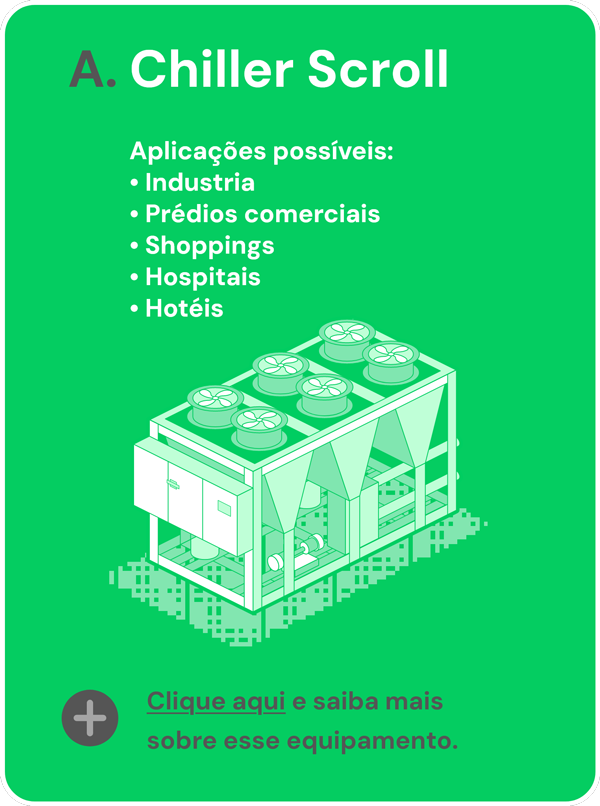 A. Chiller Scroll
Aplicações possíveis:
• Industria
• Prédios comerciais
• Shoppings
• Hospitais
• Hotéis
Clique aqui e saiba mais
sobre esse equipamento.